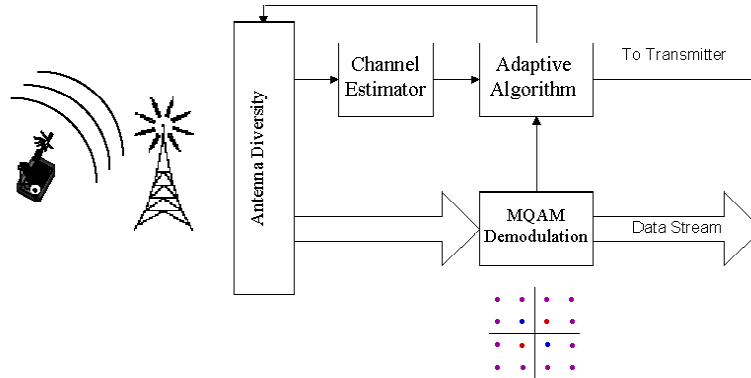 Channel
Estimator
Adaptive
Algorithm
To Transmitter
Antenna Diversity
MQAM
Demodulation
Data Stream